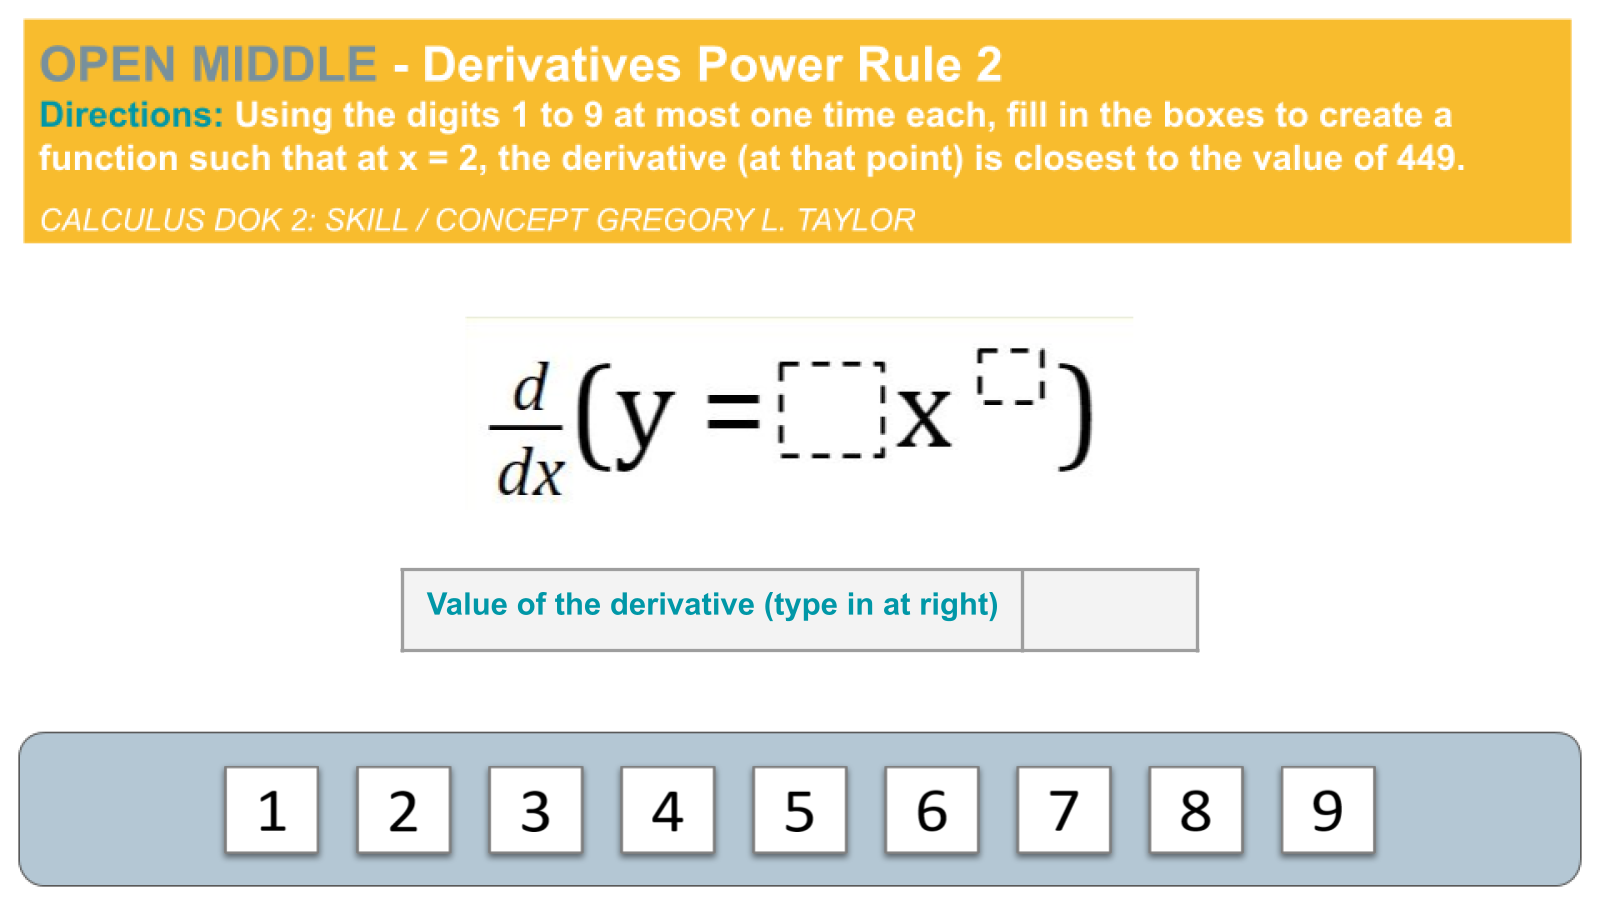 OPEN MIDDLE - Derivatives Power Rule 2
Directions: Using the digits 1 to 9 at most one time each, fill in the boxes to create a
function such that at x = 2, the derivative (at that point) is closest to the value of 449.
CALCULUS DOK 2: SKILL / CONCEPT GREGORY L. TAYLOR
d/dx (y = x )
Value of the derivative (type in at right)
1 2 3 4 5 6 7 8 9